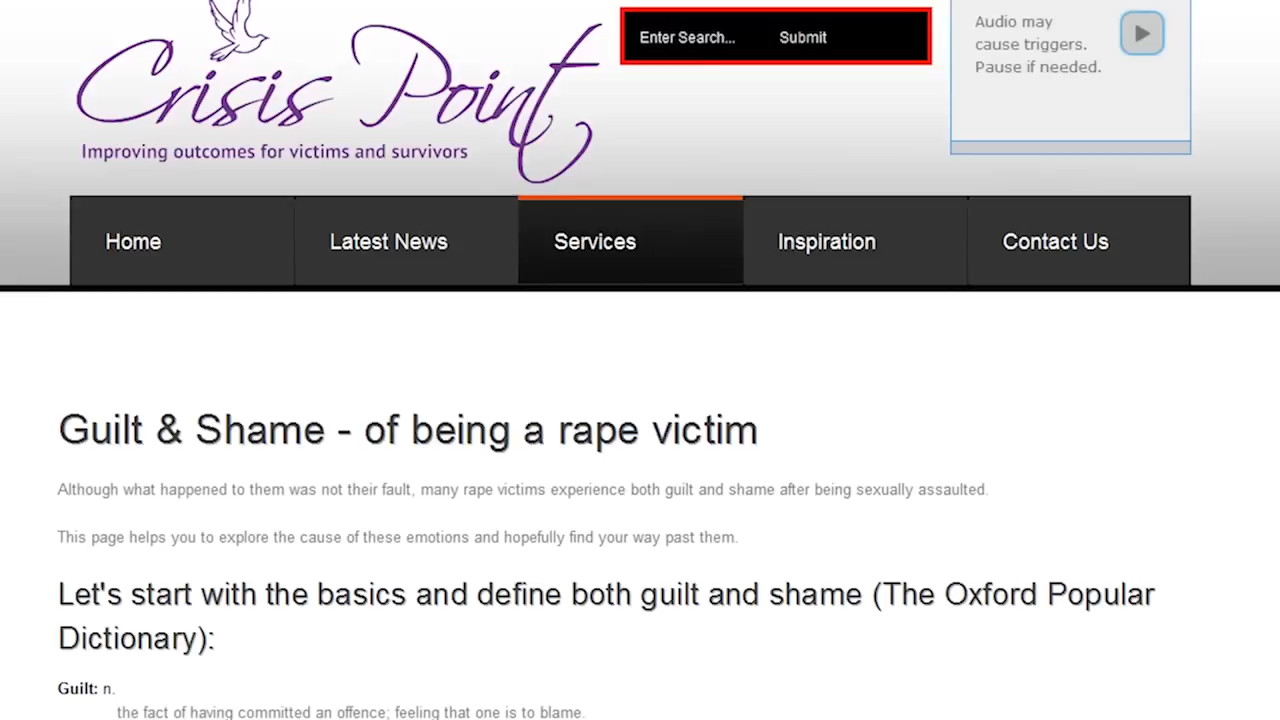 Crisis Point
Improving outcomes for victims and survivors
Enter Search... Submit
Audio may
cause triggers.
Pause if needed.
Home Latest News Services Inspiration Contact Us
Guilt & Shame - of being a rape victim
Although what happened to them was not their fault, many rape victims experience both guilt and shame after being sexually assaulted.
This page helps you to explore the cause of these emotions and hopefully find your way past them.
Let's start with the basics and define both guilt and shame (The Oxford Popular
Dictionary):
Guilt: n.
the fact of having committed an offence; feeling that one is to blame.